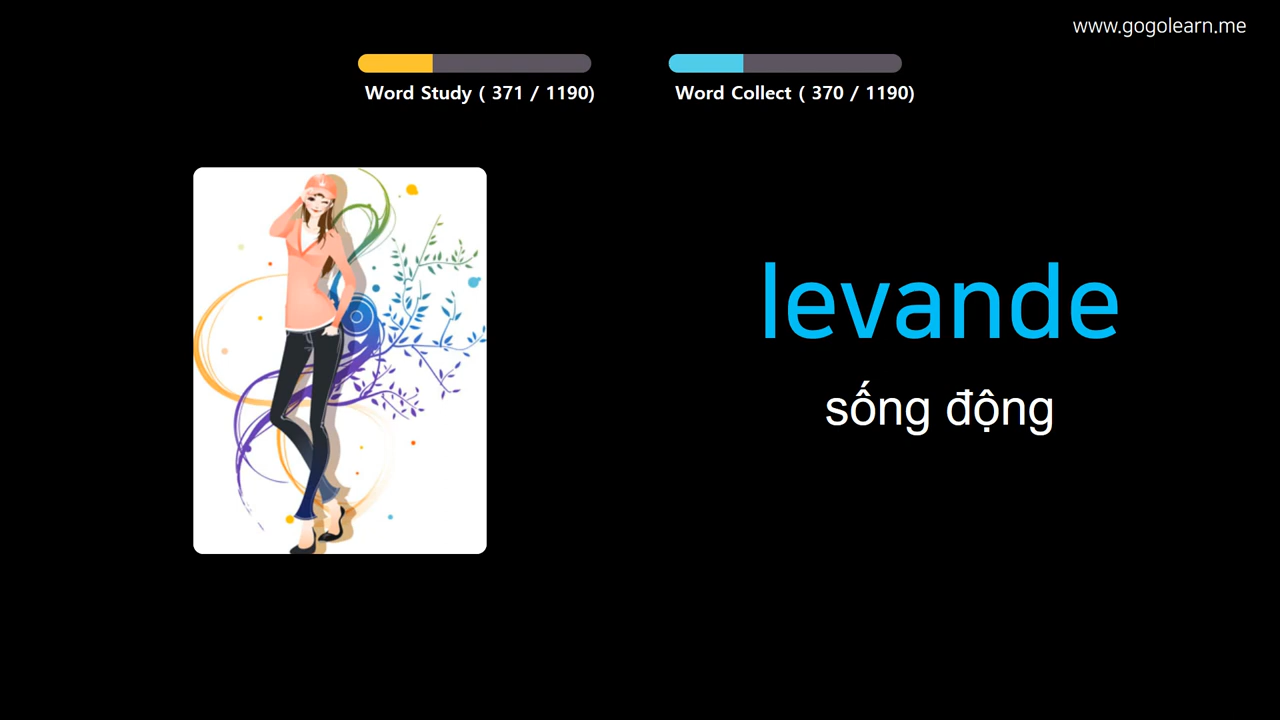 www.gogolearn.me
Word Study ( 371 / 1190)
Word Collect ( 370 / 1190)
levande
sống động